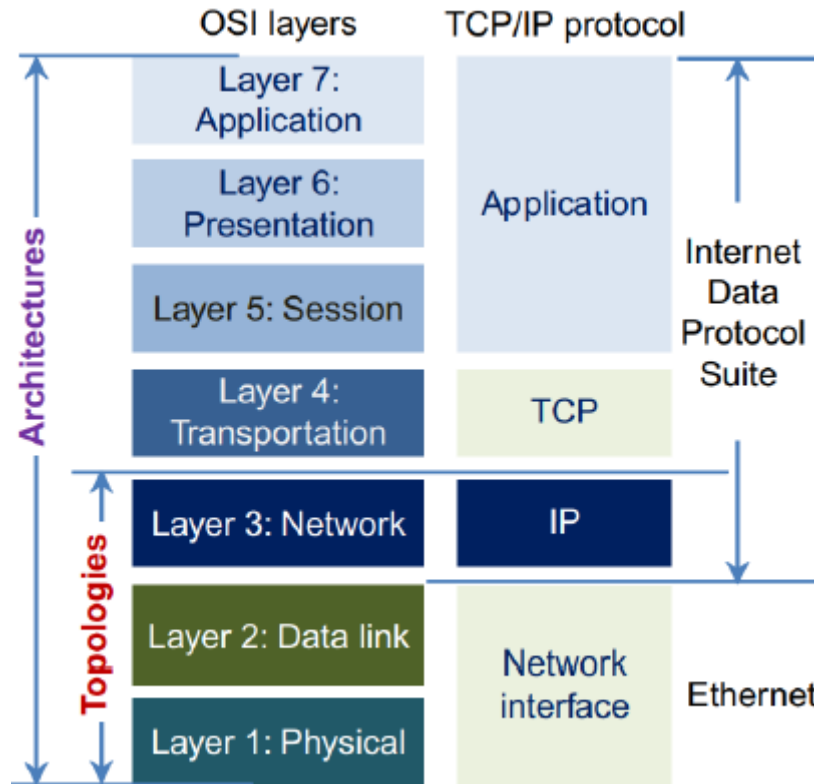 OSI layers
TCP/IP protocol
Layer 7:
Application
Layer 6:
Presentation
Layer 5: Session
Layer 4:
Transportation
Layer 3: Network
Layer 2: Data link
Layer 1: Physical
Application
TCP
IP
Network
interface
Architectures
Topologies
Internet
Data
Protocol
Suite
Ethernet